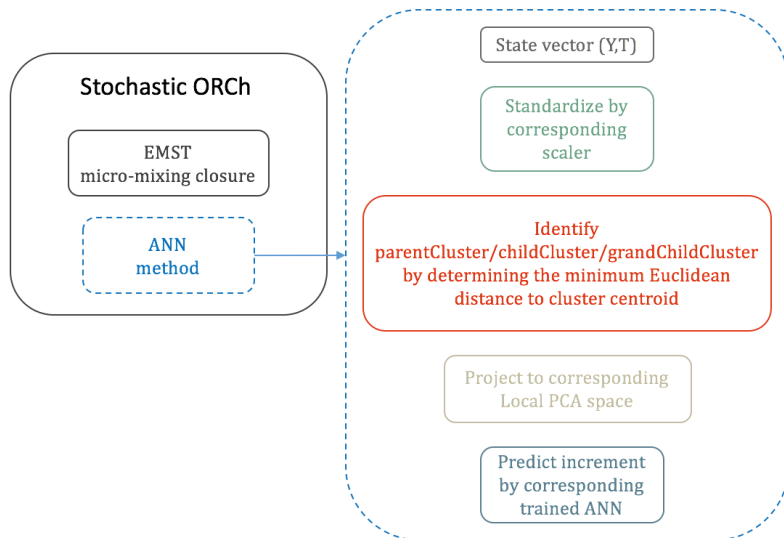 Stochastic ORCh
EMST
micro-mixing closure
ANN
method
State vector (Y,T)
Standardize by
corresponding
scaler
Identify
parentCluster/childCluster/grandChildCluster
by determining the minimum Euclidean
distance to cluster centroid
Project to corresponding
Local PCA space
Predict increment
by corresponding
trained ANN